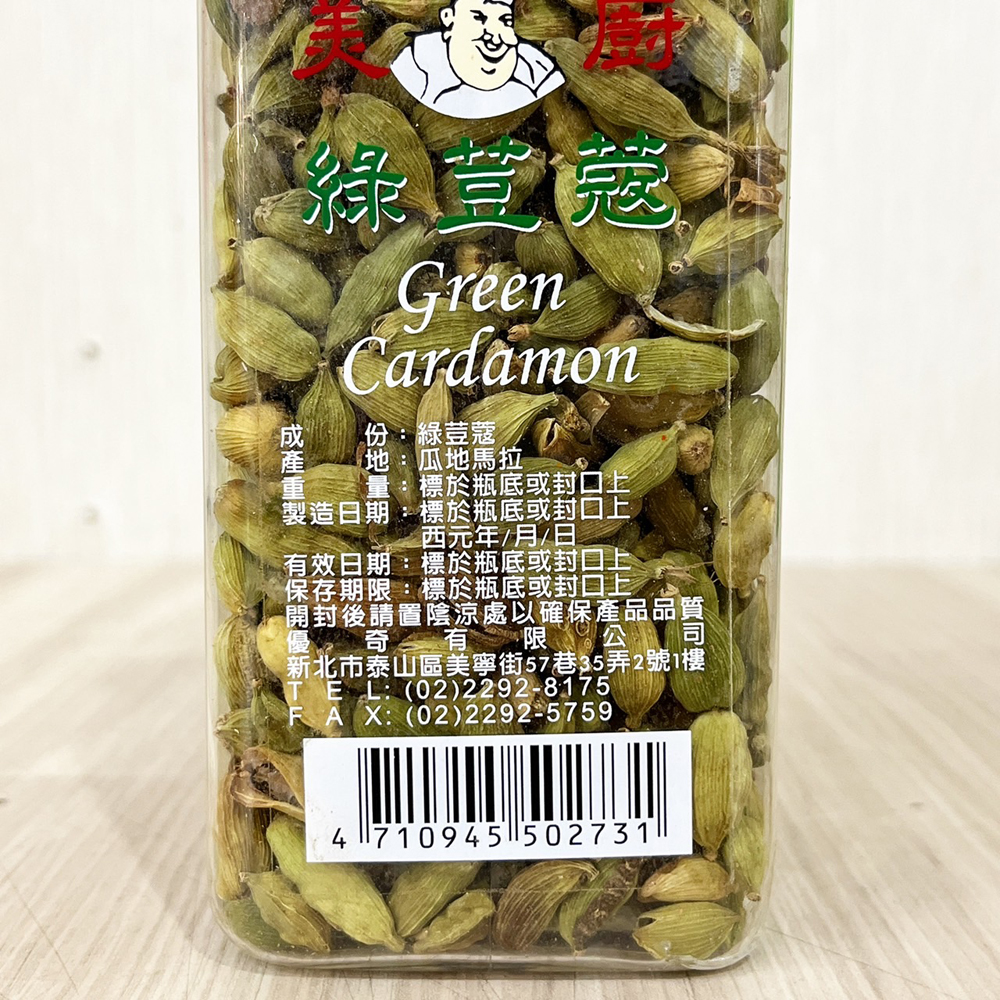 美廚
綠荳蔻
Green
Cardamon
成份：綠荳蔻
產地：瓜地馬拉
重量：標於瓶底或封口上
製造日期：標於瓶底或封口上
西元年/月/日
有效日期：標於瓶底或封口上
保存期限：標於瓶底或封口上
開封後請置陰涼處以確保產品品質
優奇有限公司
新北市泰山區美寧街57巷35弄2號1樓
TEL: (02)2292-8175
FAX: (02)2292-5759
4 710945 502731